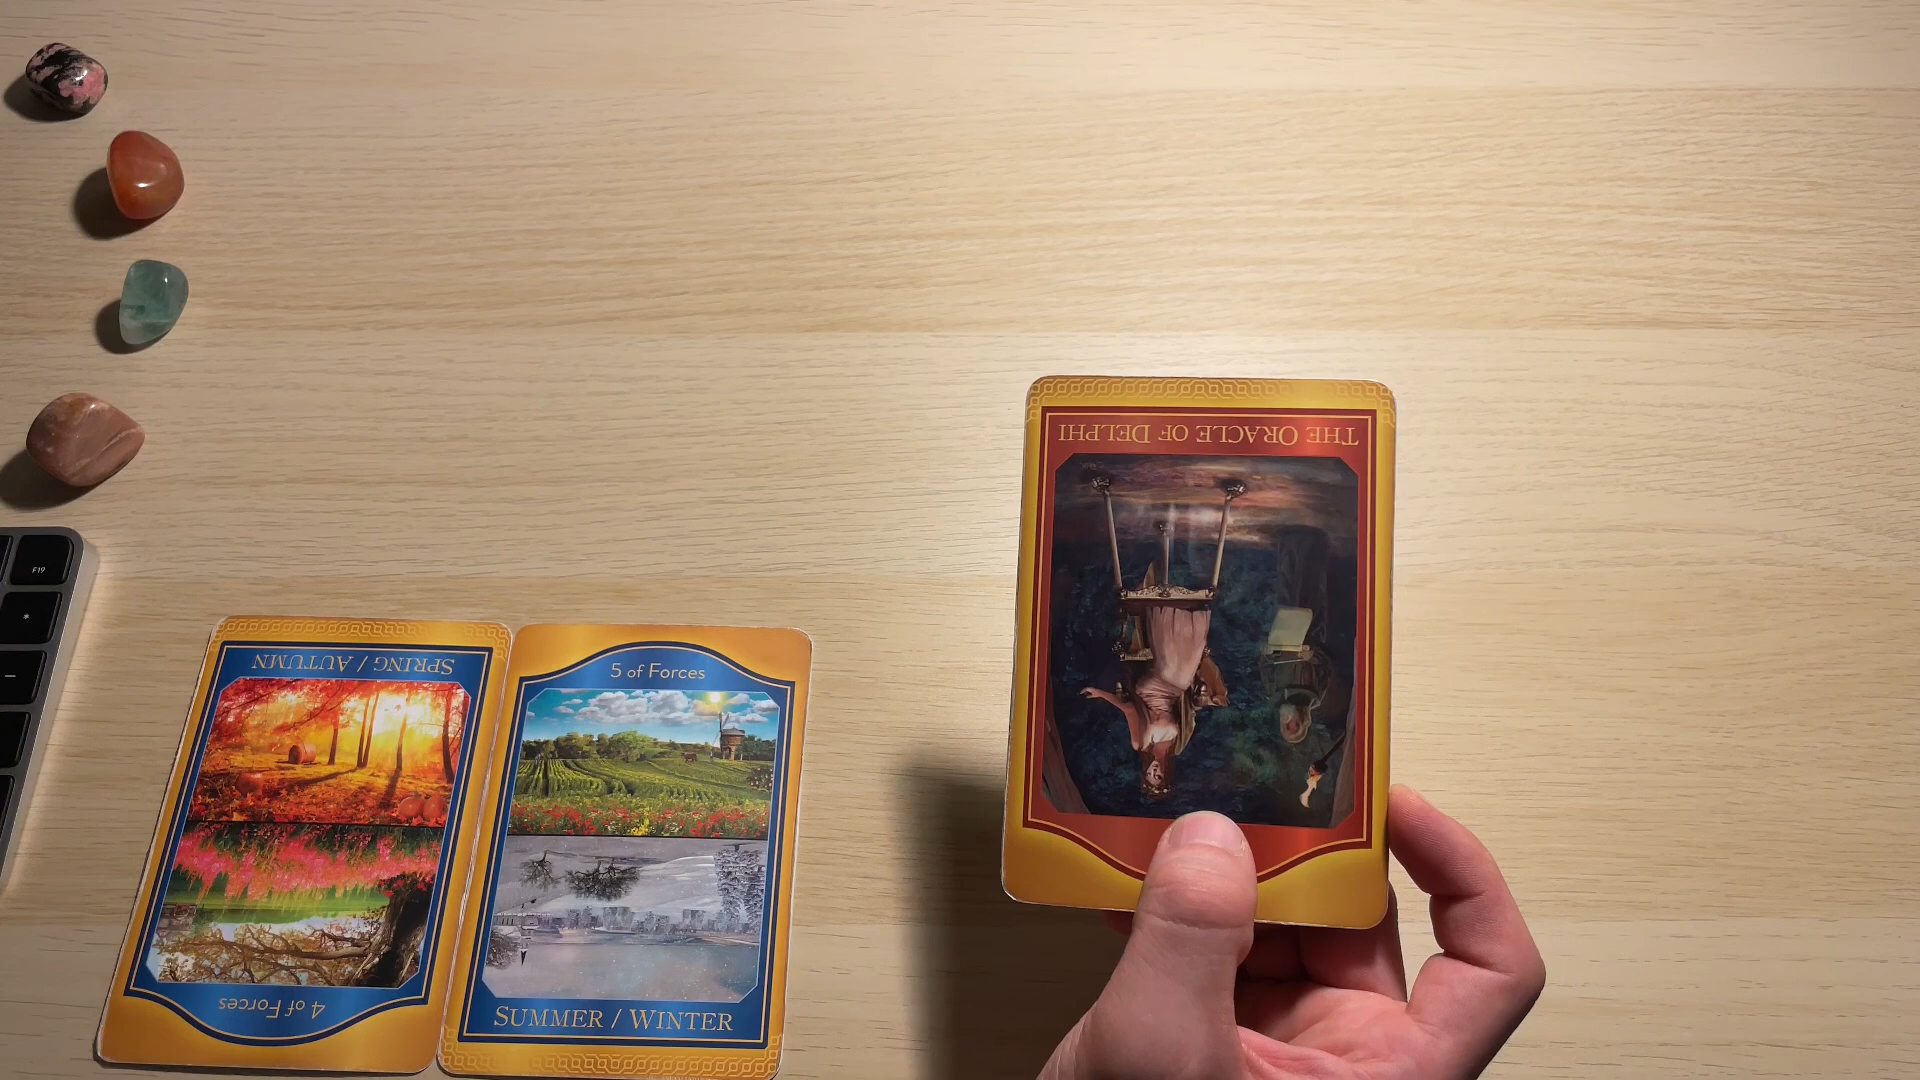 F19
*
–
SPRING / AUTUMN
4 of Forces
5 of Forces
SUMMER / WINTER
THE ORACLE OF DELPHI